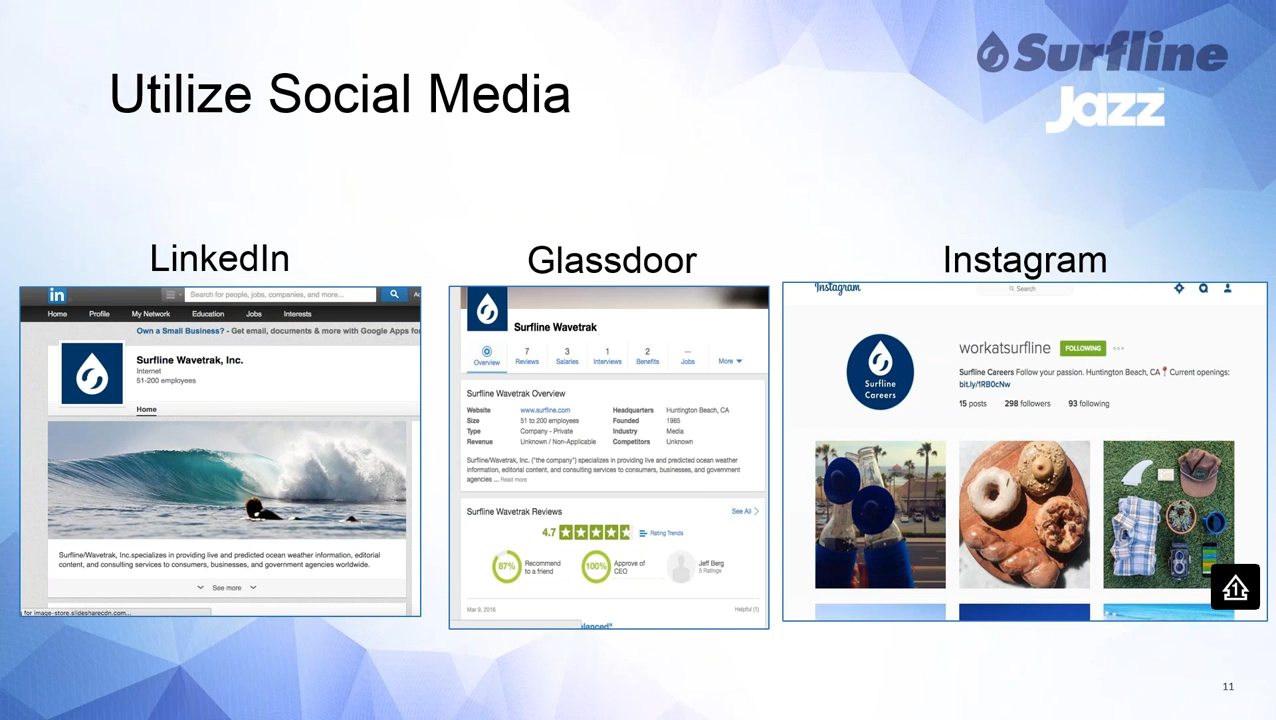 Surfline
Jazz™
Utilize Social Media
LinkedIn
in
Search for people, jobs, companies, and more...
Home Profile My Network Education Jobs Interests
Own a Small Business? - Get email, documents & more with Google Apps for
Surfline Wavetrak, Inc.
Internet
51-200 employees
Home
Surfline/Wavetrak, Inc.specializes in providing live and predicted ocean weather information, editorial
content, and consulting services to consumers, businesses, and government agencies worldwide.
See more
for image-store.slidesharecdn.com...
Glassdoor
Surfline Wavetrak
7 3 1 2 --
Overview Reviews Salaries Interviews Benefits Jobs More
Surfline Wavetrak Overview
Website www.surfline.com Headquarters Huntington Beach, CA
Size 51 to 200 employees Founded 1985
Type Company - Private Industry Media
Revenue Unknown / Non-Applicable Competitors Unknown
Surfline/Wavetrak, Inc. ("the company") specializes in providing live and predicted ocean weather
information, editorial content, and consulting services to consumers, businesses, and government
agencies ... Read more
Surfline Wavetrak Reviews See All
4.7 Rating Trends
87% Recommend to a friend
100% Approve of CEO
Jeff Berg
5 Ratings
Mar 9, 2016 Helpful (1)
Instagram
Instagram Search
Surfline
Careers
workatsurfline FOLLOWING
Surfline Careers Follow your passion. Huntington Beach, CA📍Current openings:
bit.ly/1RB0cNw
15 posts 298 followers 93 following
11